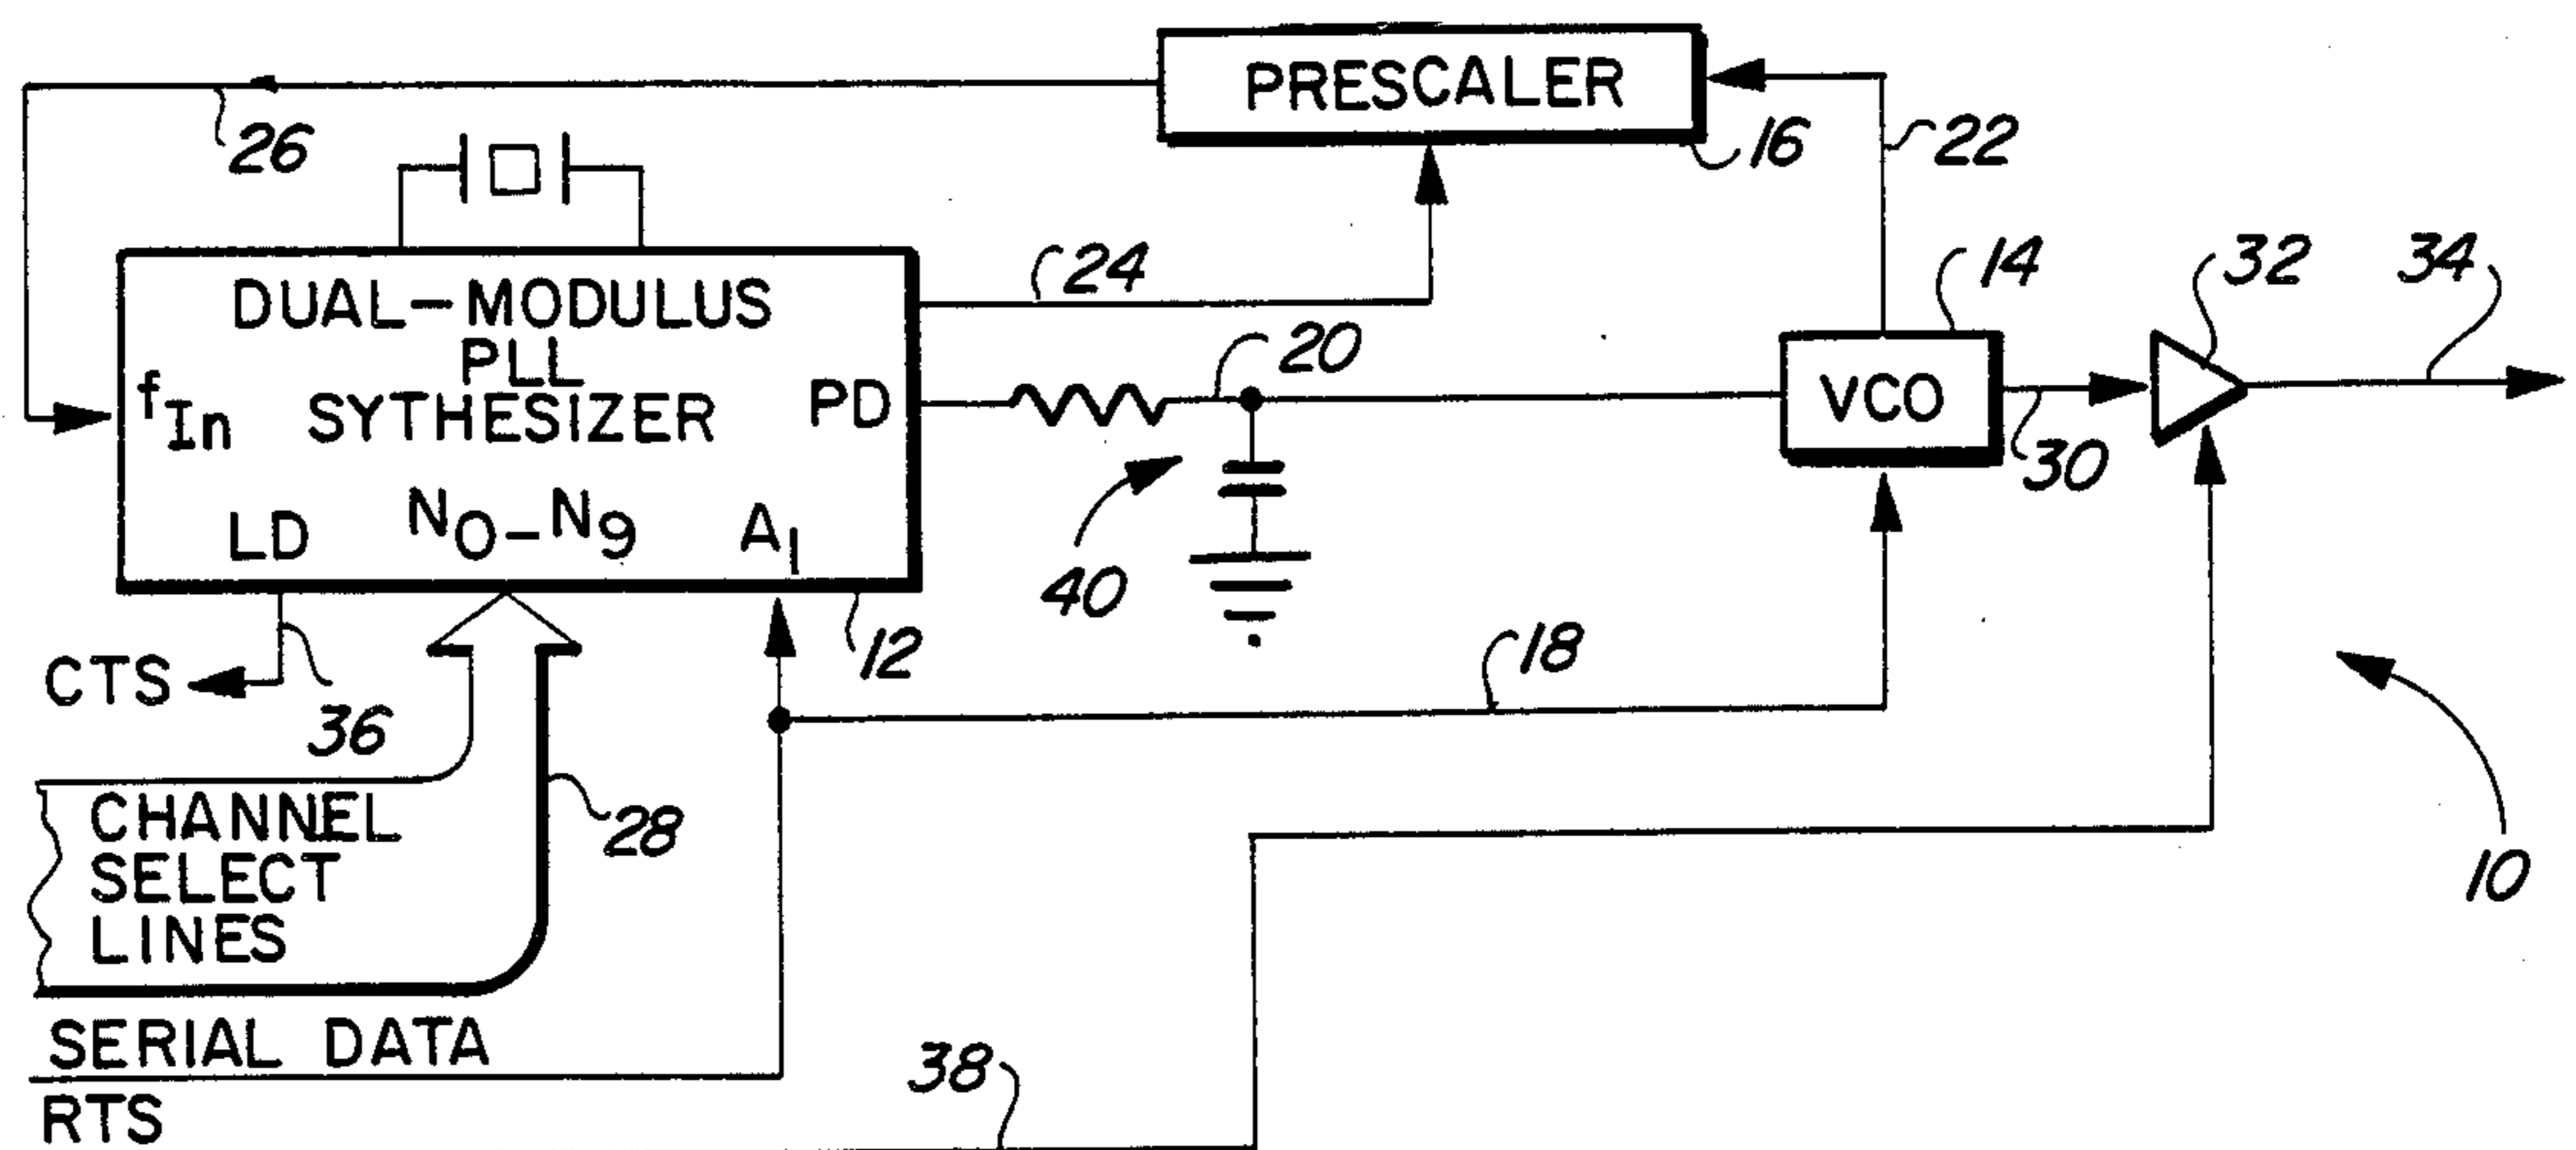 PRESCALER
26
16
22
DUAL-MODULUS
PLL
SYTHESIZER
fIn
PD
LD
N0-N9
A1
24
20
14
VCO
32
34
30
40
12
18
CTS
36
28
10
CHANNEL
SELECT
LINES
SERIAL DATA
RTS
38